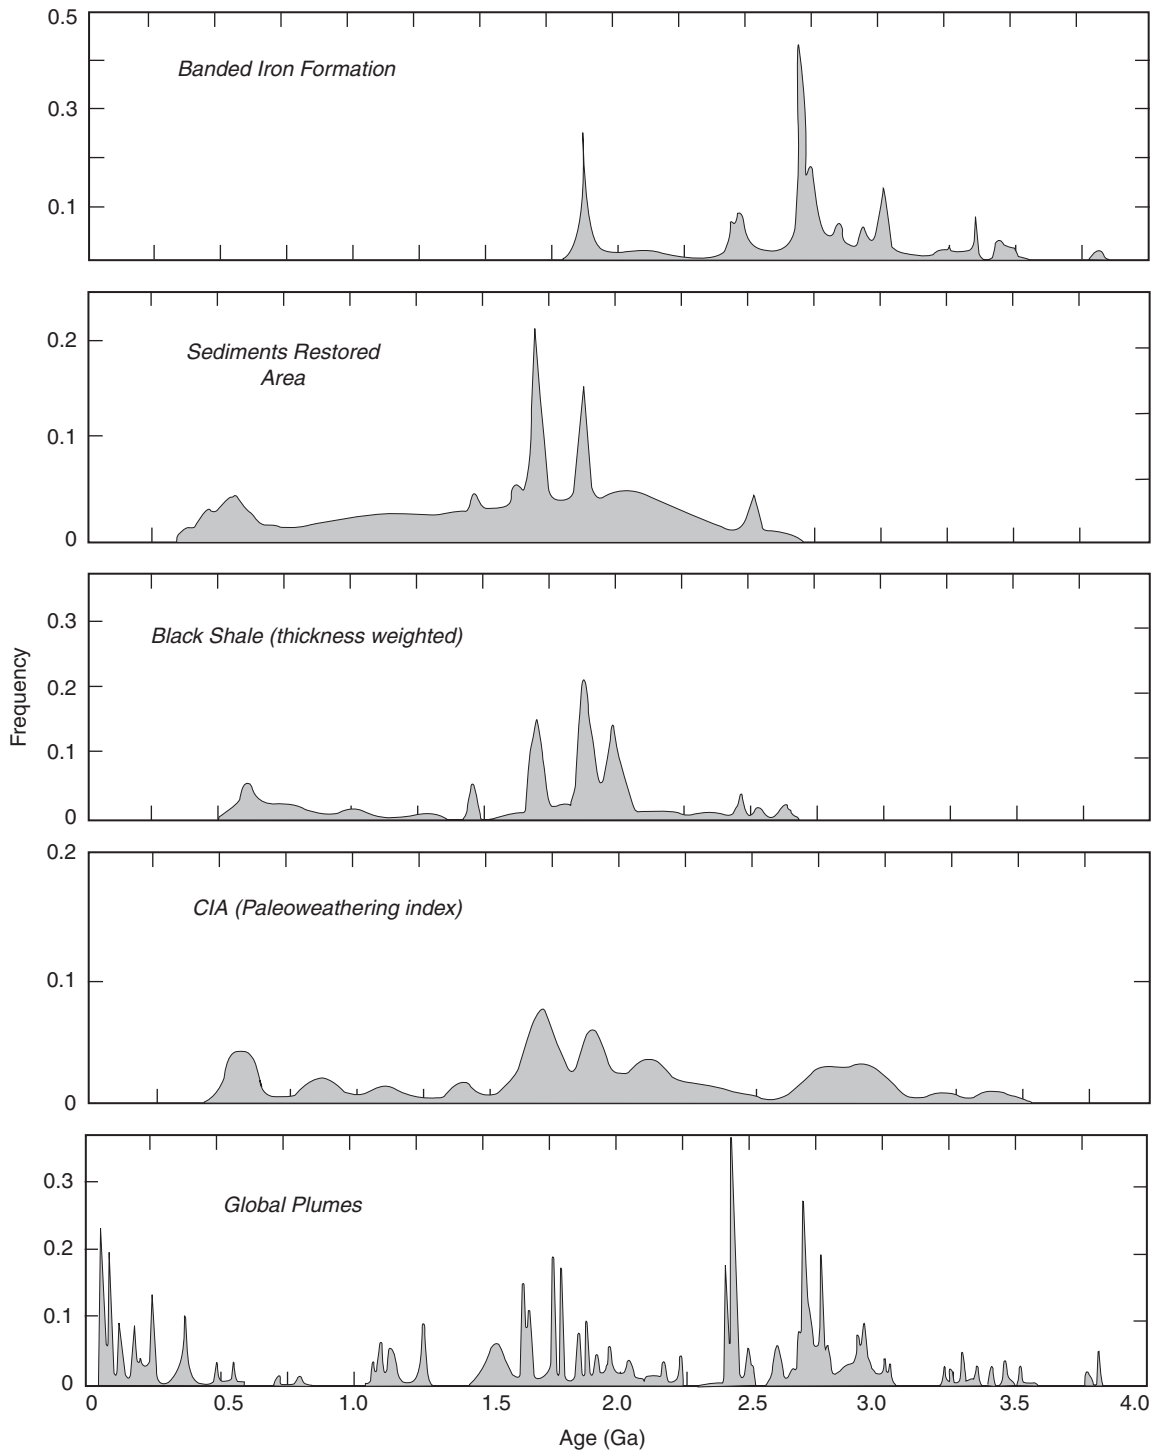 0.5
Banded Iron Formation
0.3
0.1
Sediments Restored
Area
0.2
0.1
0
Black Shale (thickness weighted)
0.3
0.2
0.1
0
Frequency
0.2
CIA (Paleoweathering index)
0.1
0
Global Plumes
0.3
0.2
0.1
0
0 0.5 1.0 1.5 2.0 2.5 3.0 3.5 4.0
Age (Ga)